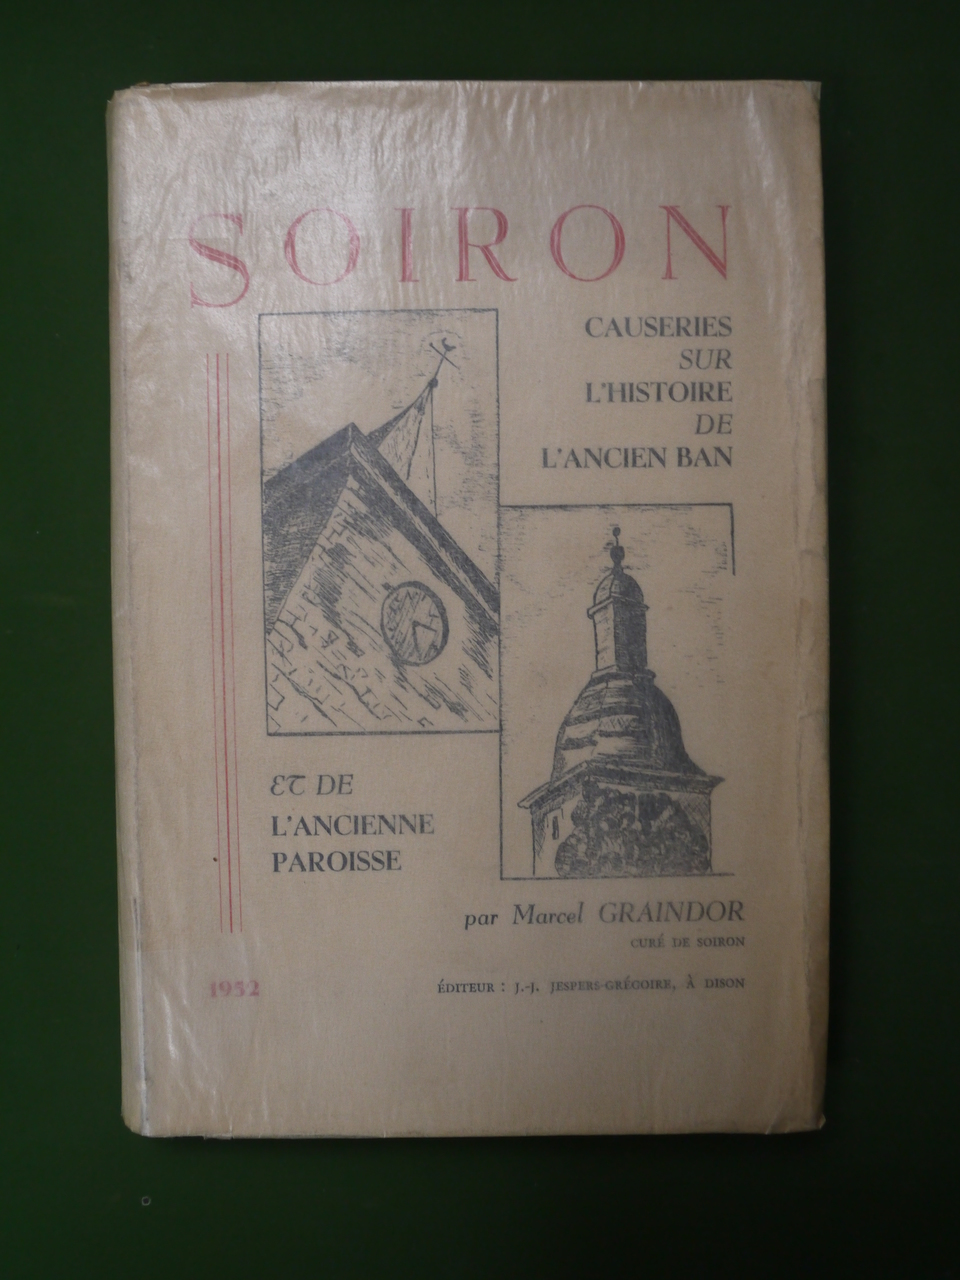 SOIRON
CAUSERIES
SUR
L'HISTOIRE
DE
L'ANCIEN BAN
ET DE
L'ANCIENNE
PAROISSE
par Marcel GRAINDOR
CURÉ DE SOIRON
1952
ÉDITEUR : J.-J. JESPERS-GRÉGOIRE, À DISON